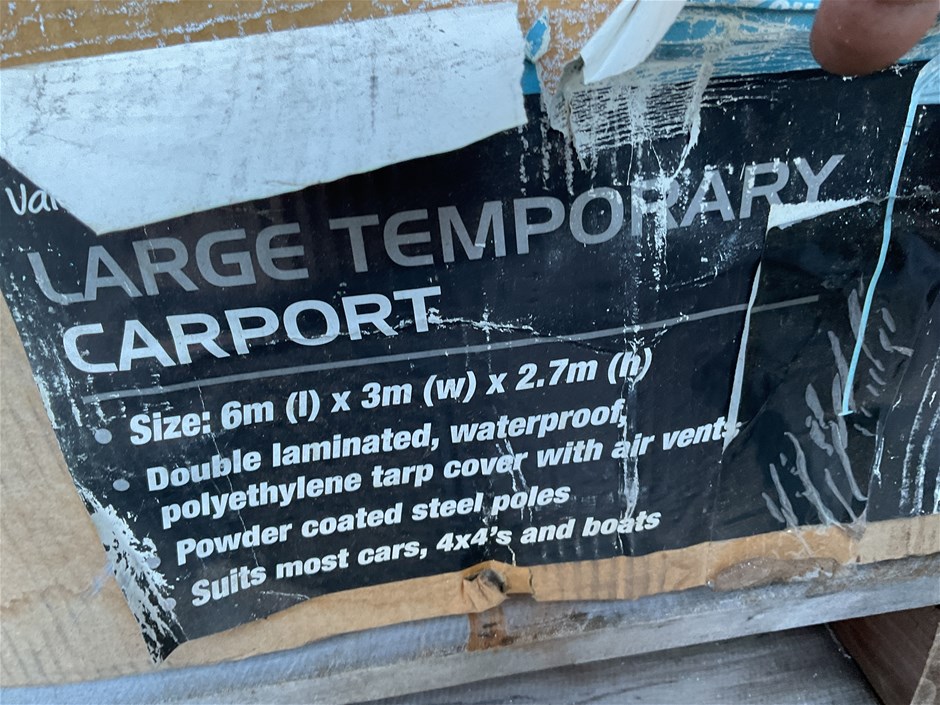 LARGE TEMPORARY
CARPORT
• Size: 6m (l) x 3m (w) x 2.7m (h)
• Double laminated, waterproof,
polyethylene tarp cover with air vents
Powder coated steel poles
Suits most cars, 4x4's and boats